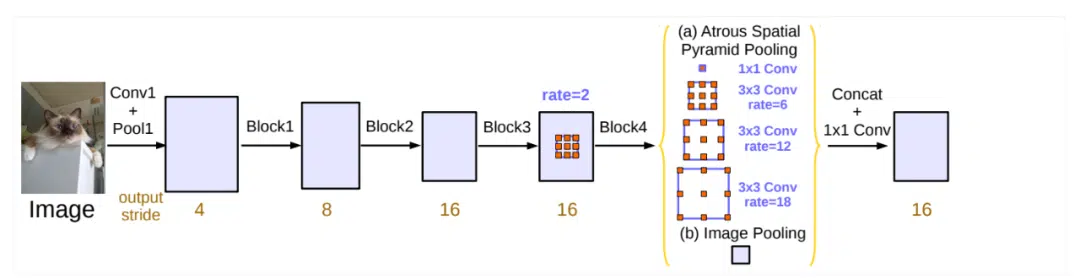 Image
Conv1
+
Pool1
output
stride
4
Block1
8
Block2
16
Block3
rate=2
16
Block4
(a) Atrous Spatial
Pyramid Pooling
1x1 Conv
3x3 Conv
rate=6
3x3 Conv
rate=12
3x3 Conv
rate=18
(b) Image Pooling
Concat
+
1x1 Conv
16